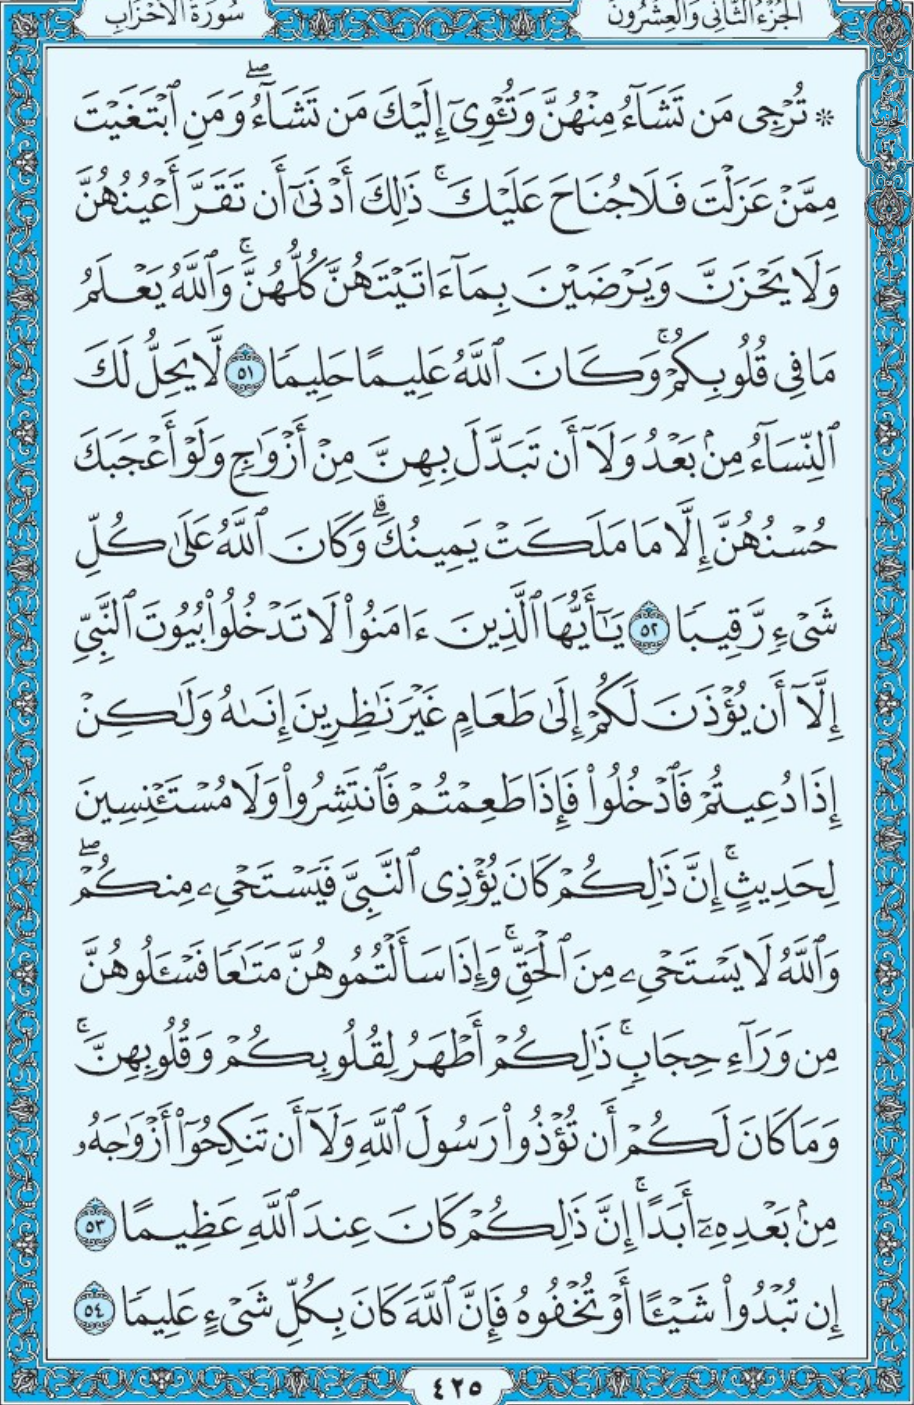 الجزء الثاني والعشرون
سورة الأحزاب
۞ تُرْجِى مَن تَشَآءُ مِنْهُنَّ وَتُـْٔوِىٓ إِلَيْكَ مَن تَشَآءُۖ وَمَنِ ٱبْتَغَيْتَ
مِمَّنْ عَزَلْتَ فَلَا جُنَاحَ عَلَيْكَۚ ذَٰلِكَ أَدْنَىٰٓ أَن تَقَرَّ أَعْيُنُهُنَّ
وَلَا يَحْزَنَّ وَيَرْضَيْنَ بِمَآ ءَاتَيْتَهُنَّ كُلُّهُنَّۚ وَٱللَّهُ يَعْلَمُ
مَا فِى قُلُوبِكُمْۚ وَكَانَ ٱللَّهُ عَلِيمًا حَلِيمًا ٥١ لَّا يَحِلُّ لَكَ
ٱلنِّسَآءُ مِنۢ بَعْدُ وَلَآ أَن تَبَدَّلَ بِهِنَّ مِنْ أَزْوَٰجٍ وَلَوْ أَعْجَبَكَ
حُسْنُهُنَّ إِلَّا مَا مَلَكَتْ يَمِينُكَۗ وَكَانَ ٱللَّهُ عَلَىٰ كُلِّ
شَىْءٍ رَّقِيبًا ٥٢ يَـٰٓأَيُّهَا ٱلَّذِينَ ءَامَنُوا۟ لَا تَدْخُلُوا۟ بُيُوتَ ٱلنَّبِىِّ
إِلَّآ أَن يُؤْذَنَ لَكُمْ إِلَىٰ طَعَامٍ غَيْرَ نَـٰظِرِينَ إِنَىٰهُ وَلَـٰكِنْ
إِذَا دُعِيتُمْ فَٱدْخُلُوا۟ فَإِذَا طَعِمْتُمْ فَٱنتَشِرُوا۟ وَلَا مُسْتَـْٔنِسِينَ
لِحَدِيثٍۚ إِنَّ ذَٰلِكُمْ كَانَ يُؤْذِى ٱلنَّبِىَّ فَيَسْتَحْىِۦ مِنكُمْۖ
وَٱللَّهُ لَا يَسْتَحْىِۦ مِنَ ٱلْحَقِّۚ وَإِذَا سَأَلْتُمُوهُنَّ مَتَـٰعًا فَسْـَٔلُوهُنَّ
مِن وَرَآءِ حِجَابٍۚ ذَٰلِكُمْ أَطْهَرُ لِقُلُوبِكُمْ وَقُلُوبِهِنَّۚ
وَمَا كَانَ لَكُمْ أَن تُؤْذُوا۟ رَسُولَ ٱللَّهِ وَلَآ أَن تَنكِحُوٓا۟ أَزْوَٰجَهُۥ
مِنۢ بَعْدِهِۦٓ أَبَدًاۚ إِنَّ ذَٰلِكُمْ كَانَ عِندَ ٱللَّهِ عَظِيمًا ٥٣
إِن تُبْدُوا۟ شَيْـًٔا أَوْ تُخْفُوهُ فَإِنَّ ٱللَّهَ كَانَ بِكُلِّ شَىْءٍ عَلِيمًا ٥٤
٤٢٥